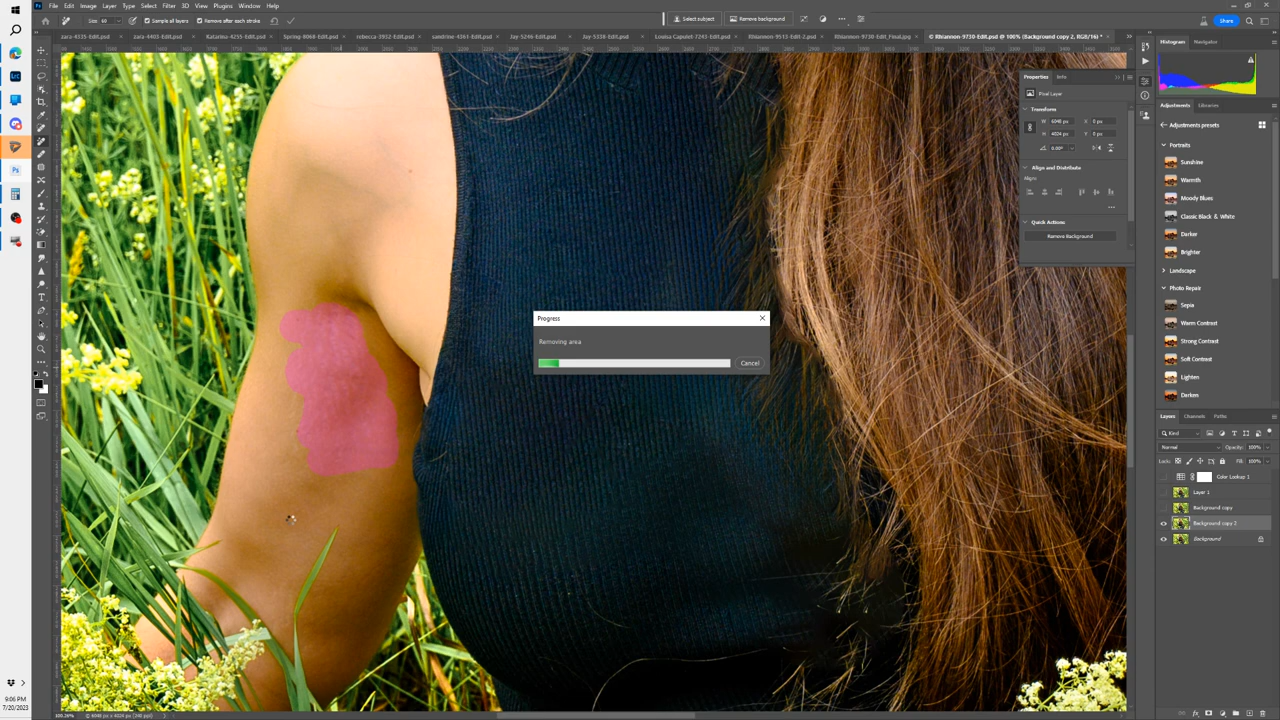 File Edit Image Layer Type Select Filter 3D View Plugins Window Help
Size: 60 Sample all layers Remove after each stroke Select subject Remove background Share
zara-4335-Edit.psd zara-4403-Edit.psd Katarina-4255-Edit.psd Spring-8068-Edit.psd rebecca-3932-Edit.psd sandrine-4361-Edit.psd Jay-5246-Edit.psd Jay-5338-Edit.psd Louisa Capulet-7243-Edit.psd Rhiannon-9513-Edit-2.psd Rhiannon-9730-Edit_Final.jpg © Rhiannon-9730-Edit.psd @ 100% (Background copy 2, RGB/16) *
Histogram Navigator
Properties Info
Pixel Layer
Transform
W 6048 px X 0 px
H 4024 px Y 0 px
0.00°
Align and Distribute
Align:
Quick Actions
Remove Background
Adjustments Libraries
Adjustments presets
Portraits
Sunshine
Warmth
Moody Blues
Classic Black & White
Darker
Brighter
Landscape
Photo Repair
Sepia
Warm Contrast
Strong Contrast
Soft Contrast
Lighten
Darken
Progress
Removing area
Cancel
Layers Channels Paths
Kind
Normal Opacity: 100%
Lock: Fill: 100%
Color Lookup 1
Layer 1
Background copy
Background copy 2
Background
9:06 PM
7/20/2023
100.26% 6048 px x 4024 px (240 ppi)